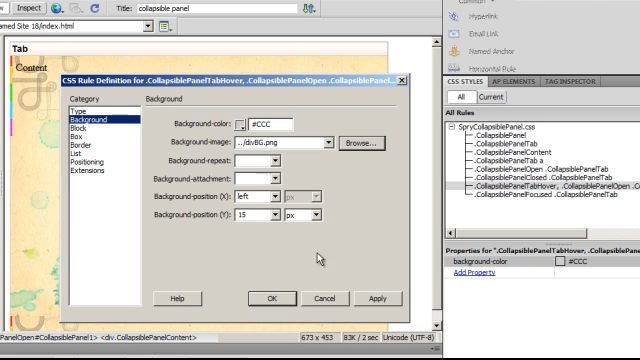 w
Inspect
Title: collapsible panel
amed Site 18/index.html
Tab
Content
CSS Rule Definition for .CollapsiblePanelTabHover, .CollapsiblePanelOpen .CollapsiblePanel...
Category
Background
Type
Background
Block
Box
Border
List
Positioning
Extensions
Background-color: #CCC
Background-image: ../divBG.png Browse...
Background-repeat:
Background-attachment:
Background-position (X): left px
Background-position (Y): 15 px
Help OK Cancel Apply
PanelOpen#CollapsiblePanel1> <div.CollapsiblePanelContent> 673 x 453 83K / 2 sec Unicode (UTF-8)
Common
Hyperlink
Email Link
Named Anchor
Horizontal Rule
CSS STYLES AP ELEMENTS TAG INSPECTOR
All Current
All Rules
SpryCollapsiblePanel.css
.CollapsiblePanel
.CollapsiblePanelTab
.CollapsiblePanelContent
.CollapsiblePanelTab a
.CollapsiblePanelOpen .CollapsiblePanelTab
.CollapsiblePanelClosed .CollapsiblePanelTab
.CollapsiblePanelTabHover, .CollapsiblePanelOpen .Co
.CollapsiblePanelFocused .CollapsiblePanelTab
Properties for ".CollapsiblePanelTabHover, .CollapsiblePane
background-color #CCC
Add Property